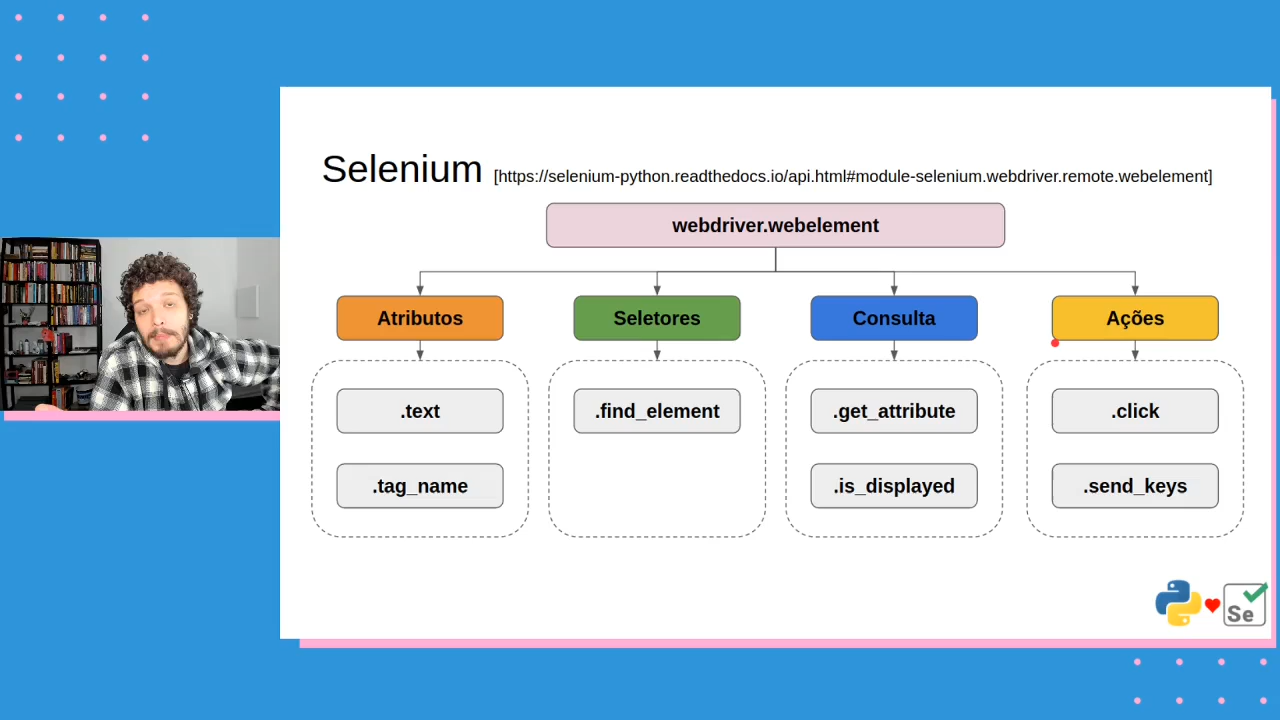 Selenium [https://selenium-python.readthedocs.io/api.html#module-selenium.webdriver.remote.webelement]
webdriver.webelement
Atributos
Seletores
Consulta
Ações
.text
.find_element
.get_attribute
.click
.tag_name
.is_displayed
.send_keys
Se